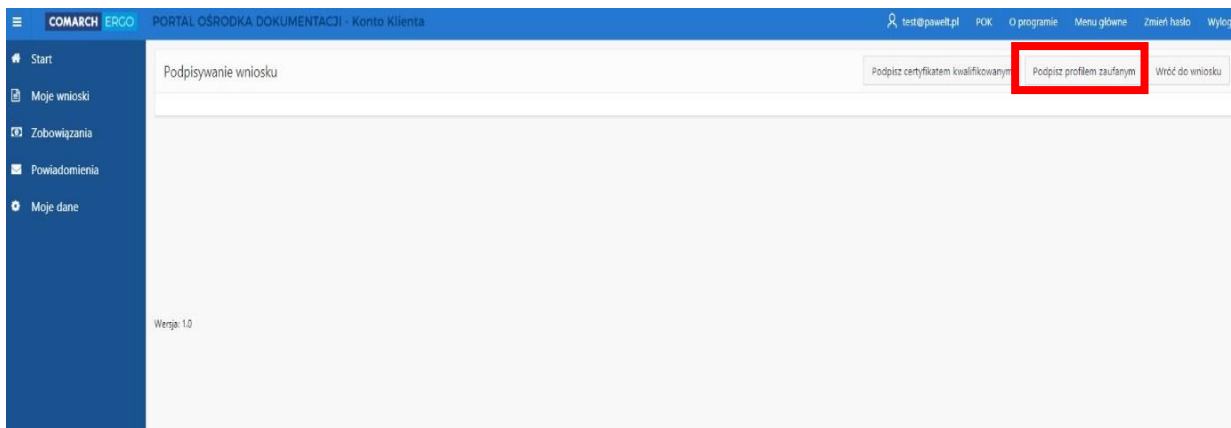 COMARCH ERGO PORTAL OŚRODKA DOKUMENTACJI - Konto Klienta test@pawelt.pl POK O programie Menu główne Zmień hasło Wylog
Start
Moje wnioski
Zobowiązania
Powiadomienia
Moje dane
Podpisywanie wniosku Podpisz certyfikatem kwalifikowanym Podpisz profilem zaufanym Wróć do wniosku
Wersja: 1.0